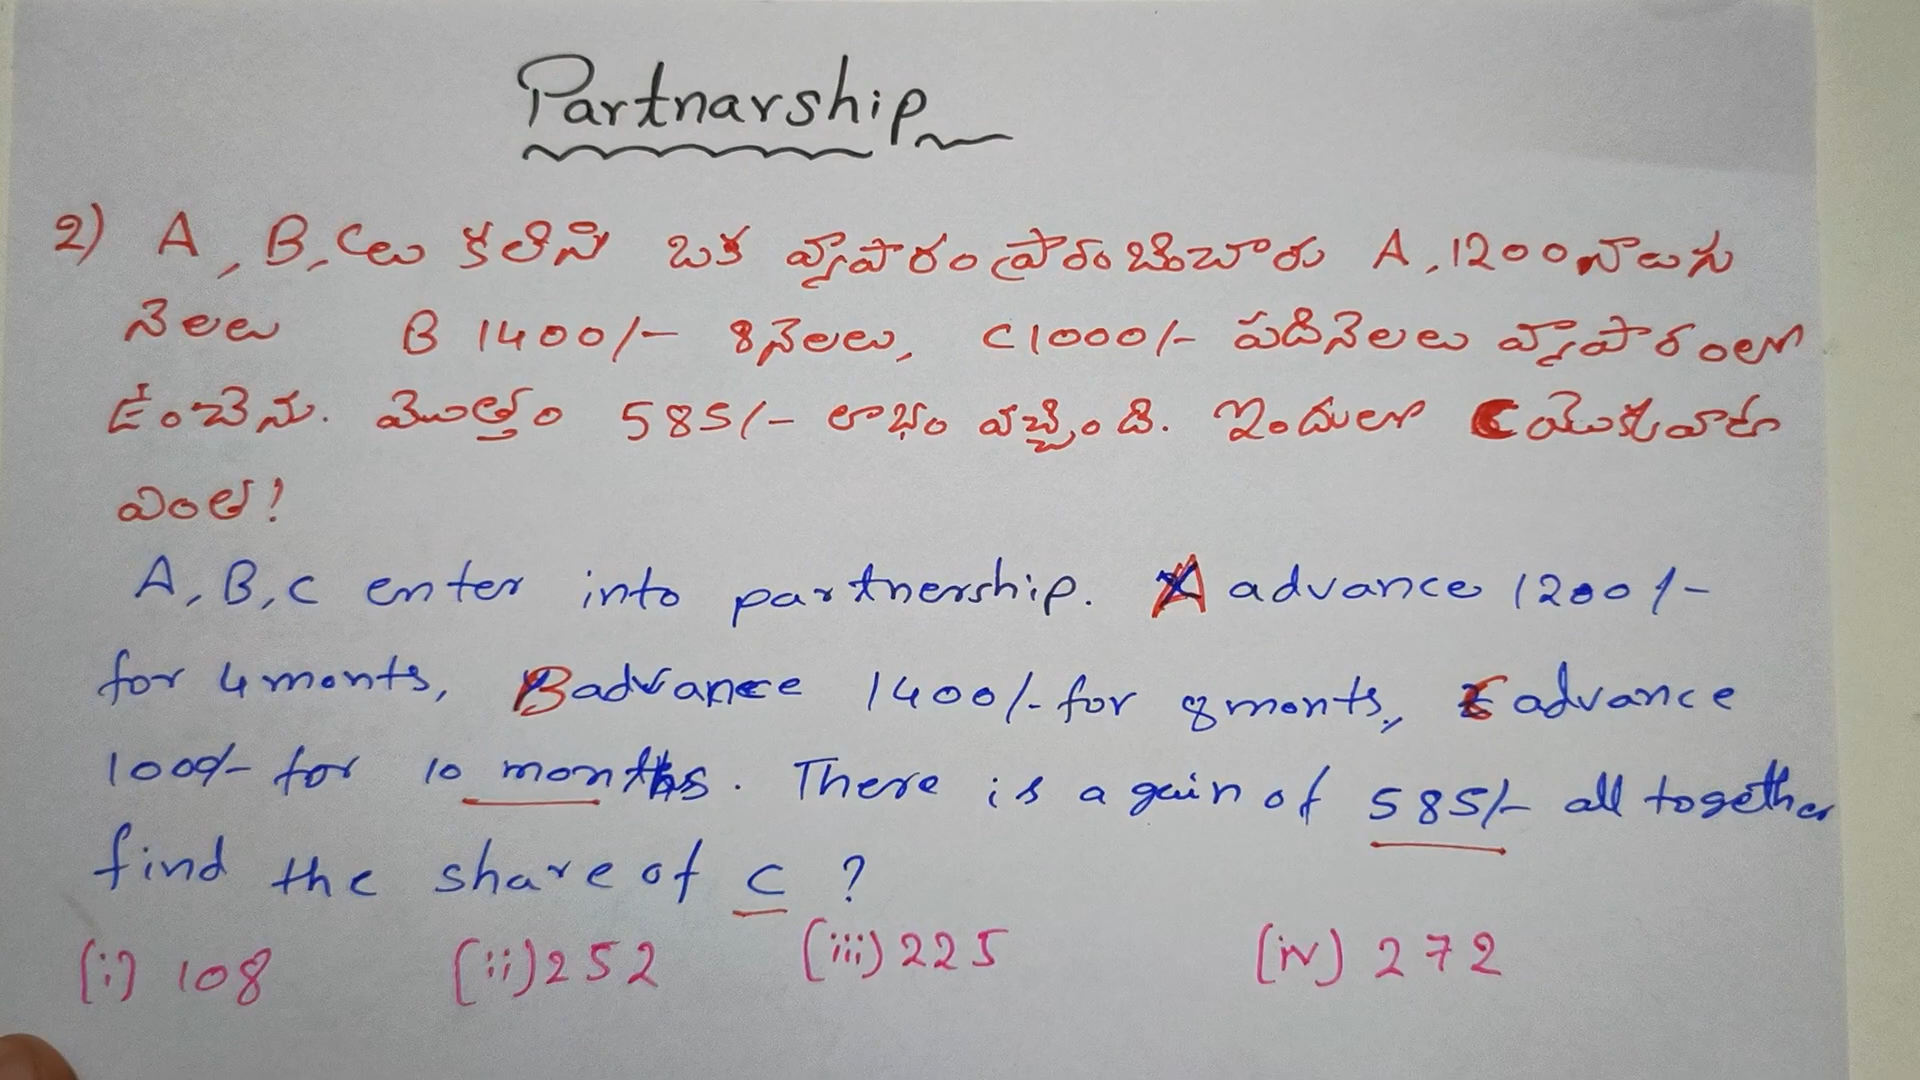 Partnarship
2) A, B, Cలు కలిసి ఒక వ్యాపారం ప్రారంభించారు A, 1200 నాలుగు
నెలలు B 1400/- 8 నెలలు, C 1000/- పదినెలలు వ్యాపారంలో
ఉంచెను. మొత్తం 585/- లాభం వచ్చింది. ఇందులో C యొక్క వాటా
ఎంత?
A, B, C enter into partnership. A advance 1200/-
for 4 monts, B advance 1400/- for 8 monts, C advance
1000/- for 10 months. There is a gain of 585/- all together
find the share of C ?
(i) 108 (ii) 252 (iii) 225 (iv) 272